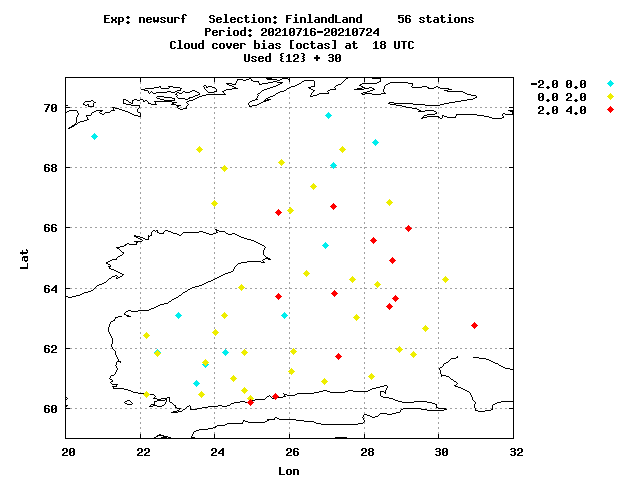 Exp: newsurf   Selection: FinlandLand     56 stations
Period: 20210716-20210724
Cloud cover bias [octas] at  18 UTC
Used {12} + 30
-2.0 0.0
0.0 2.0
2.0 4.0
70
68
66
64
62
60
Lat
20 22 24 26 28 30 32
Lon